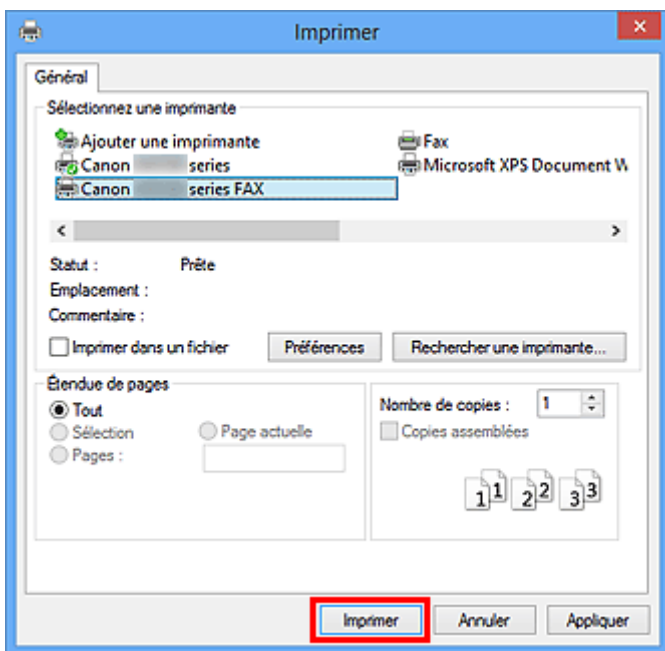 Imprimer
Général
Sélectionnez une imprimante
Ajouter une imprimante Fax
Canon series Microsoft XPS Document
Canon series FAX
Statut : Prête
Emplacement :
Commentaire :
Imprimer dans un fichier Préférences Rechercher une imprimante...
Étendue de pages
Tout Nombre de copies : 1
Sélection Page actuelle Copies assemblées
Pages :
1 1 2 2 3 3
Imprimer Annuler Appliquer